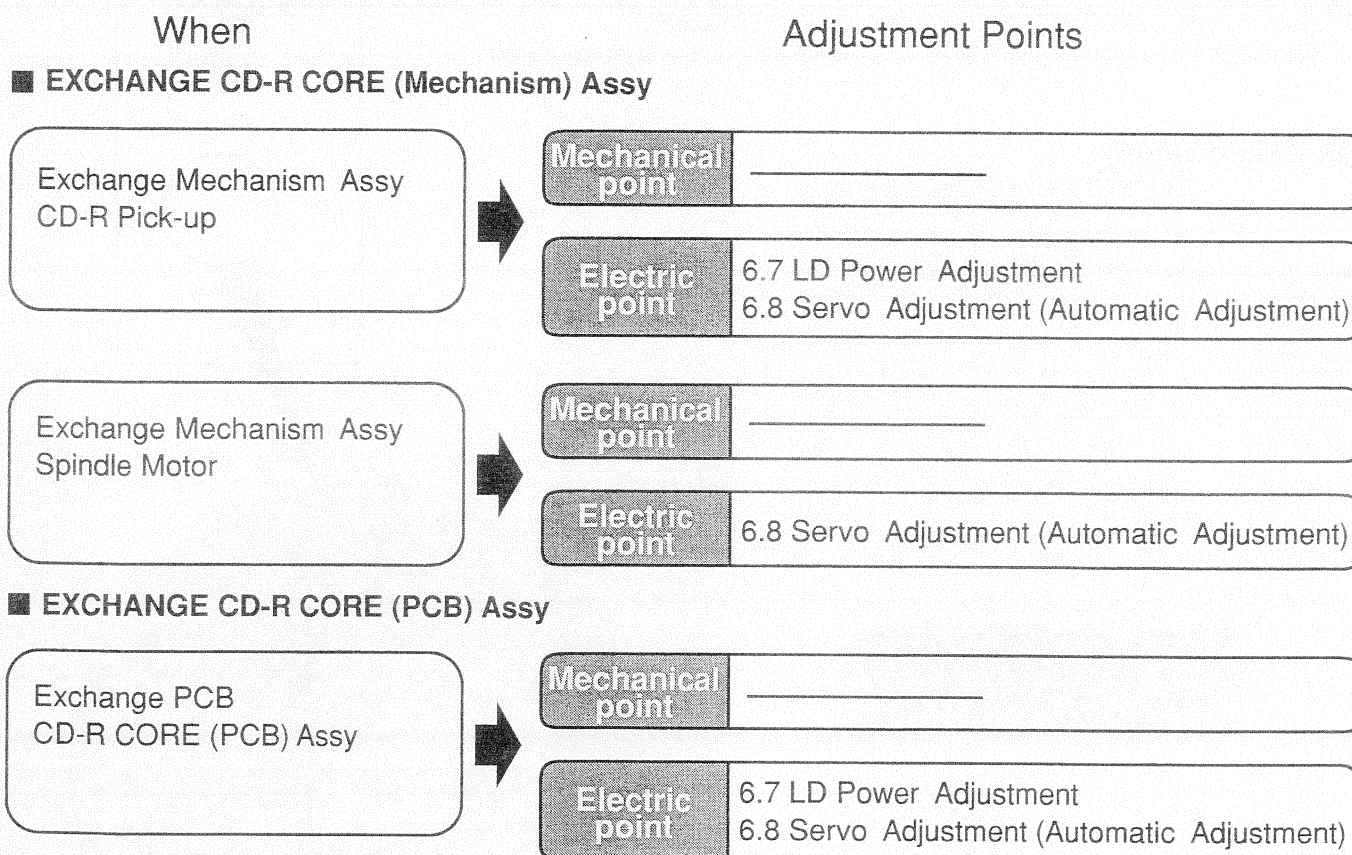 When
Adjustment Points
■ EXCHANGE CD-R CORE (Mechanism) Assy
Exchange Mechanism Assy
CD-R Pick-up
Mechanical
point
Electric
point
6.7 LD Power Adjustment
6.8 Servo Adjustment (Automatic Adjustment)
Exchange Mechanism Assy
Spindle Motor
Mechanical
point
Electric
point
6.8 Servo Adjustment (Automatic Adjustment)
■ EXCHANGE CD-R CORE (PCB) Assy
Exchange PCB
CD-R CORE (PCB) Assy
Mechanical
point
Electric
point
6.7 LD Power Adjustment
6.8 Servo Adjustment (Automatic Adjustment)